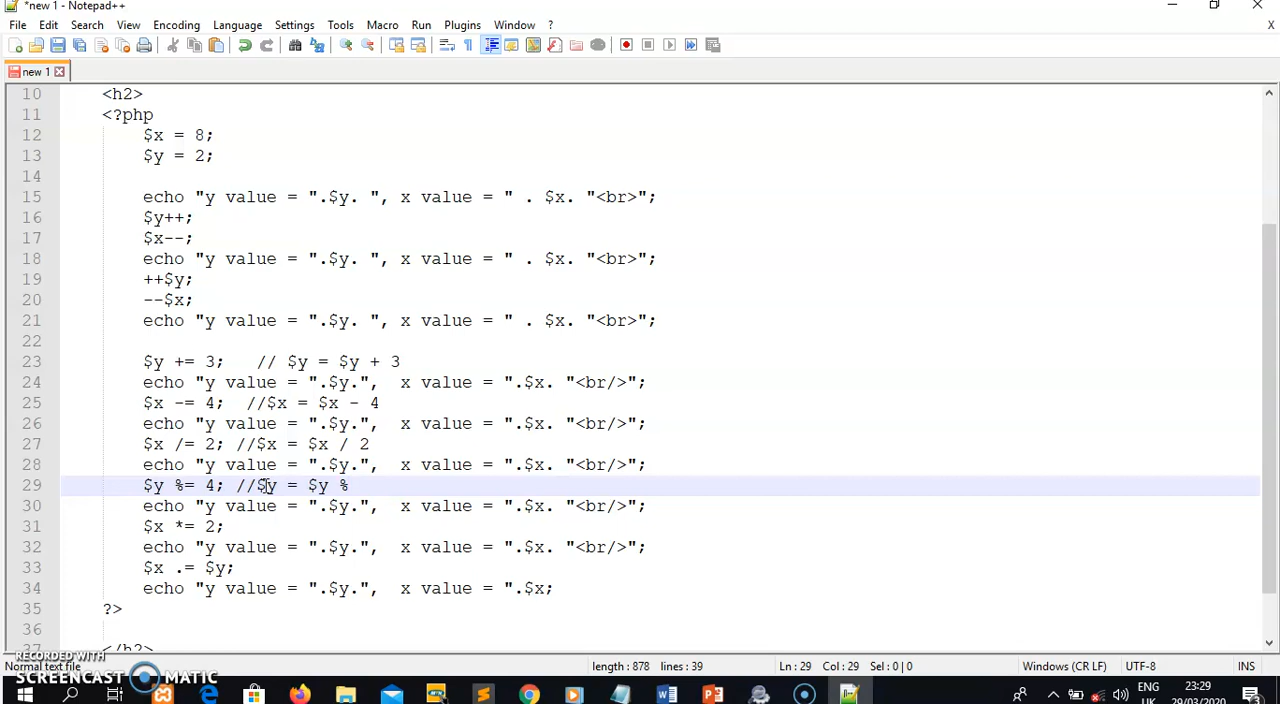 *new 1 - Notepad++
File Edit Search View Encoding Language Settings Tools Macro Run Plugins Window ? X
new 1
10 <h2>
11 <?php
12 $x = 8;
13 $y = 2;
14
15 echo "y value = ".$y. ", x value = " . $x. "<br>";
16 $y++;
17 $x--;
18 echo "y value = ".$y. ", x value = " . $x. "<br>";
19 ++$y;
20 --$x;
21 echo "y value = ".$y. ", x value = " . $x. "<br>";
22
23 $y += 3;   // $y = $y + 3
24 echo "y value = ".$y.",  x value = ".$x. "<br/>";
25 $x -= 4;  //$x = $x - 4
26 echo "y value = ".$y.",  x value = ".$x. "<br/>";
27 $x /= 2; //$x = $x / 2
28 echo "y value = ".$y.",  x value = ".$x. "<br/>";
29 $y %= 4; //$y = $y %
30 echo "y value = ".$y.",  x value = ".$x. "<br/>";
31 $x *= 2;
32 echo "y value = ".$y.",  x value = ".$x. "<br/>";
33 $x .= $y;
34 echo "y value = ".$y.",  x value = ".$x;
35 ?>
36
37 </h2>
RECORDED WITH
SCREENCAST MATIC
Normal text file length : 878 lines : 39 Ln : 29 Col : 29 Sel : 0 | 0 Windows (CR LF) UTF-8 INS
ENG 23:29
UK 29/03/2020